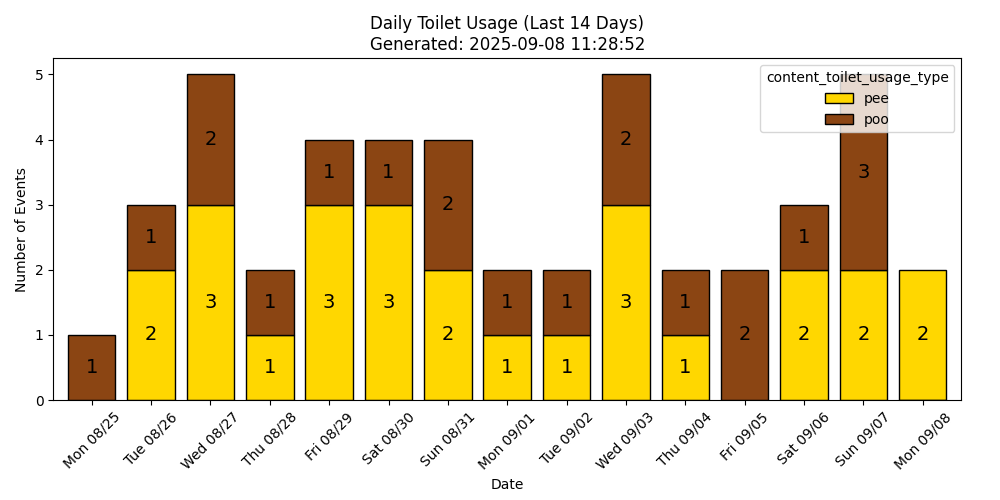 Daily Toilet Usage (Last 14 Days)
Generated: 2025-09-08 11:28:52
content_toilet_usage_type
pee
poo
Number of Events
5
4
3
2
1
0
1
2
1
3
2
1
1
3
1
3
1
2
2
1
1
1
1
3
2
1
1
2
2
1
2
3
2
Mon 08/25
Tue 08/26
Wed 08/27
Thu 08/28
Fri 08/29
Sat 08/30
Sun 08/31
Mon 09/01
Tue 09/02
Wed 09/03
Thu 09/04
Fri 09/05
Sat 09/06
Sun 09/07
Mon 09/08
Date